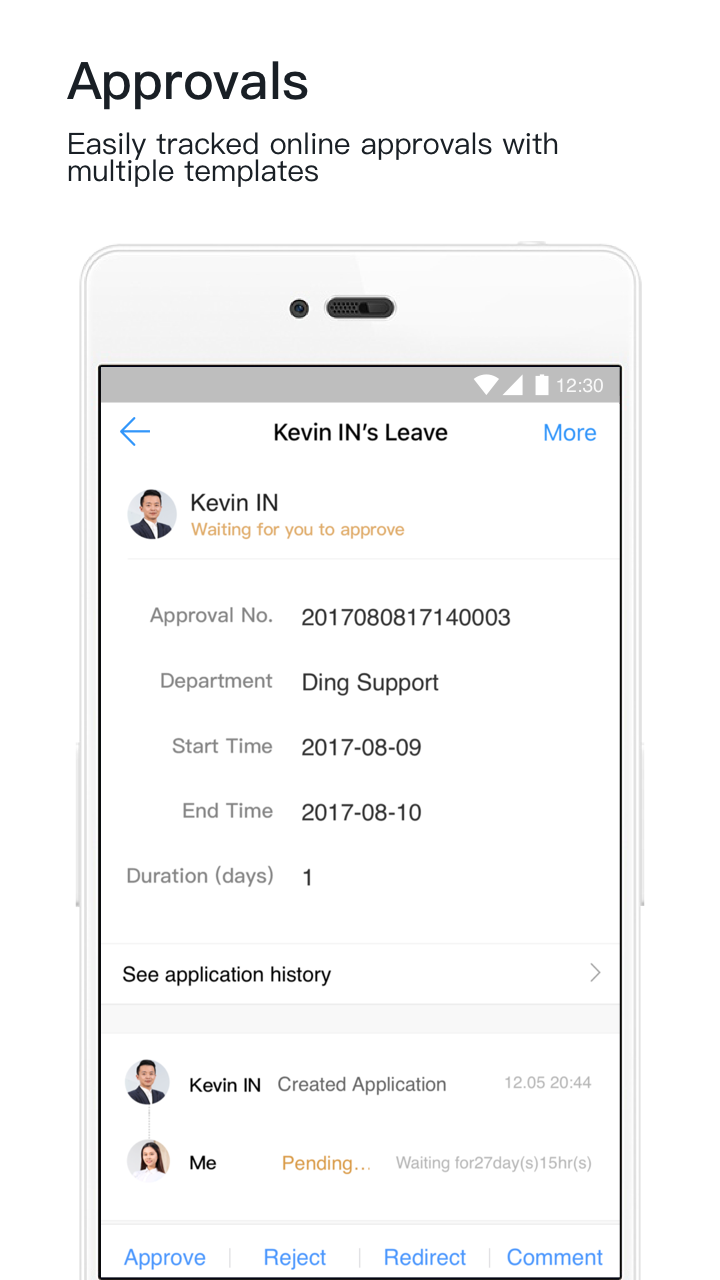 Approvals
Easily tracked online approvals with
multiple templates
12:30
Kevin IN's Leave More
Kevin IN
Waiting for you to approve
Approval No. 2017080817140003
Department Ding Support
Start Time 2017-08-09
End Time 2017-08-10
Duration (days) 1
See application history
Kevin IN Created Application 12.05 20:44
Me Pending... Waiting for27day(s)15hr(s)
Approve Reject Redirect Comment